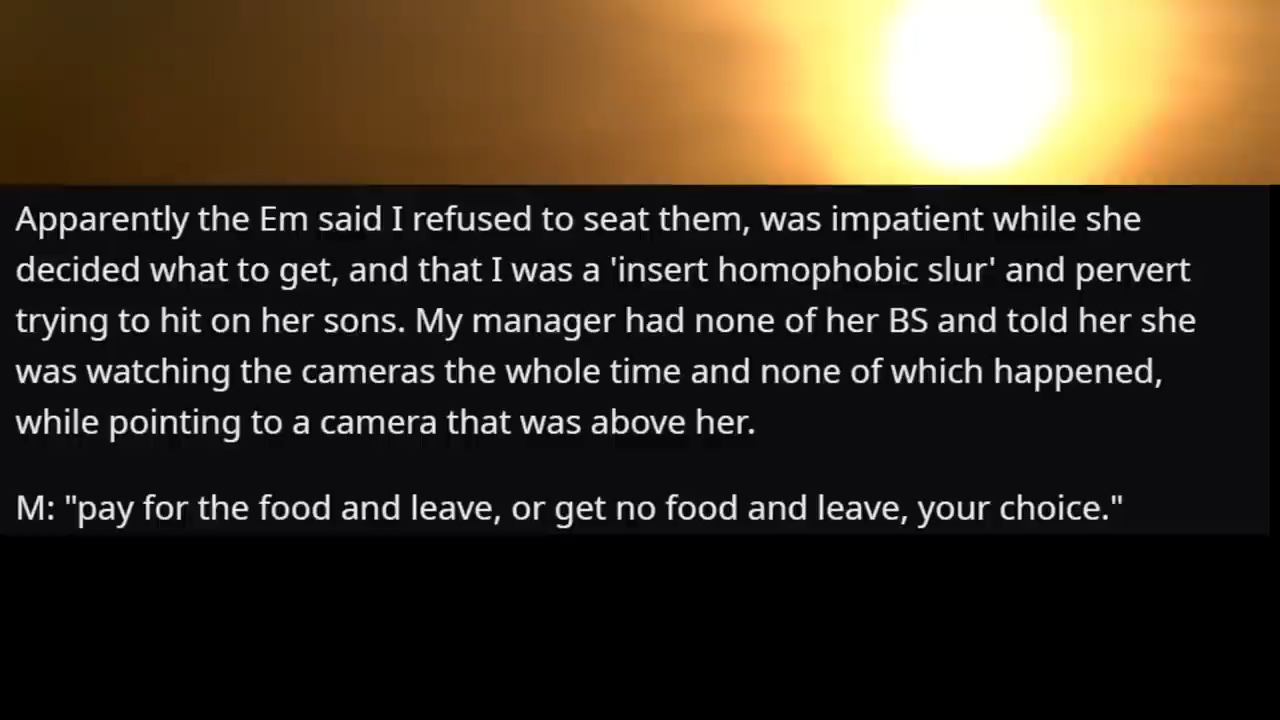 Apparently the Em said I refused to seat them, was impatient while she
decided what to get, and that I was a 'insert homophobic slur' and pervert
trying to hit on her sons. My manager had none of her BS and told her she
was watching the cameras the whole time and none of which happened,
while pointing to a camera that was above her.
M: "pay for the food and leave, or get no food and leave, your choice."